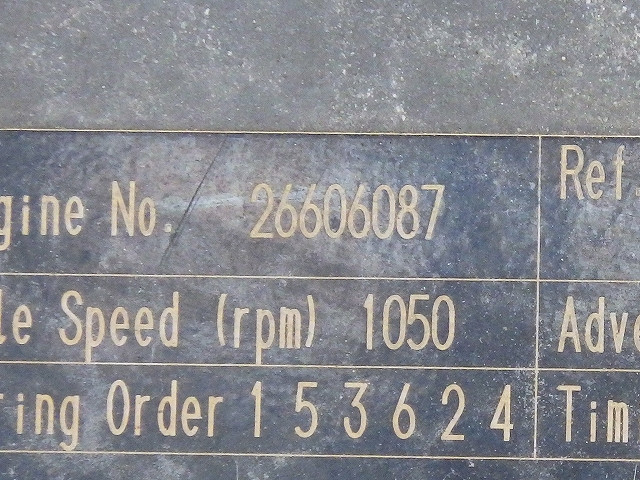 gine No. 26606087 Ref
le Speed (rpm) 1050 Adve
ring Order 1 5 3 6 2 4 Tim